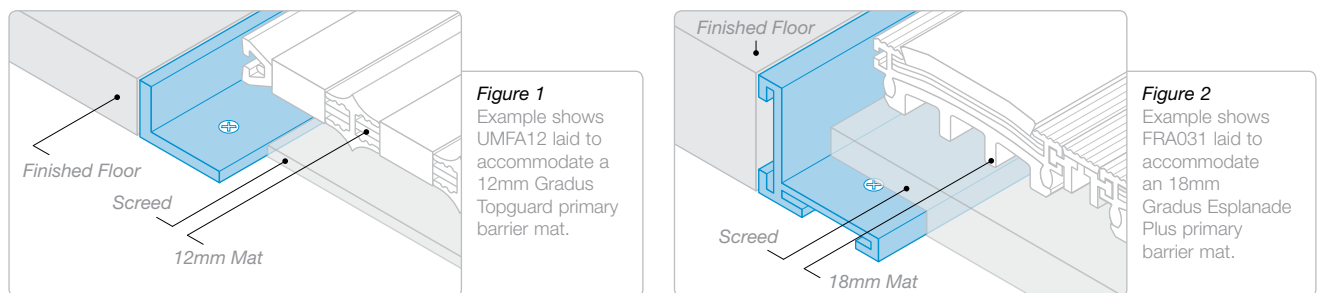 Finished Floor
Screed
12mm Mat
Figure 1
Example shows
UMFA12 laid to
accommodate a
12mm Gradus
Topguard primary
barrier mat.
Finished Floor
Screed
18mm Mat
Figure 2
Example shows
FRA031 laid to
accommodate
an 18mm
Gradus Esplanade
Plus primary
barrier mat.